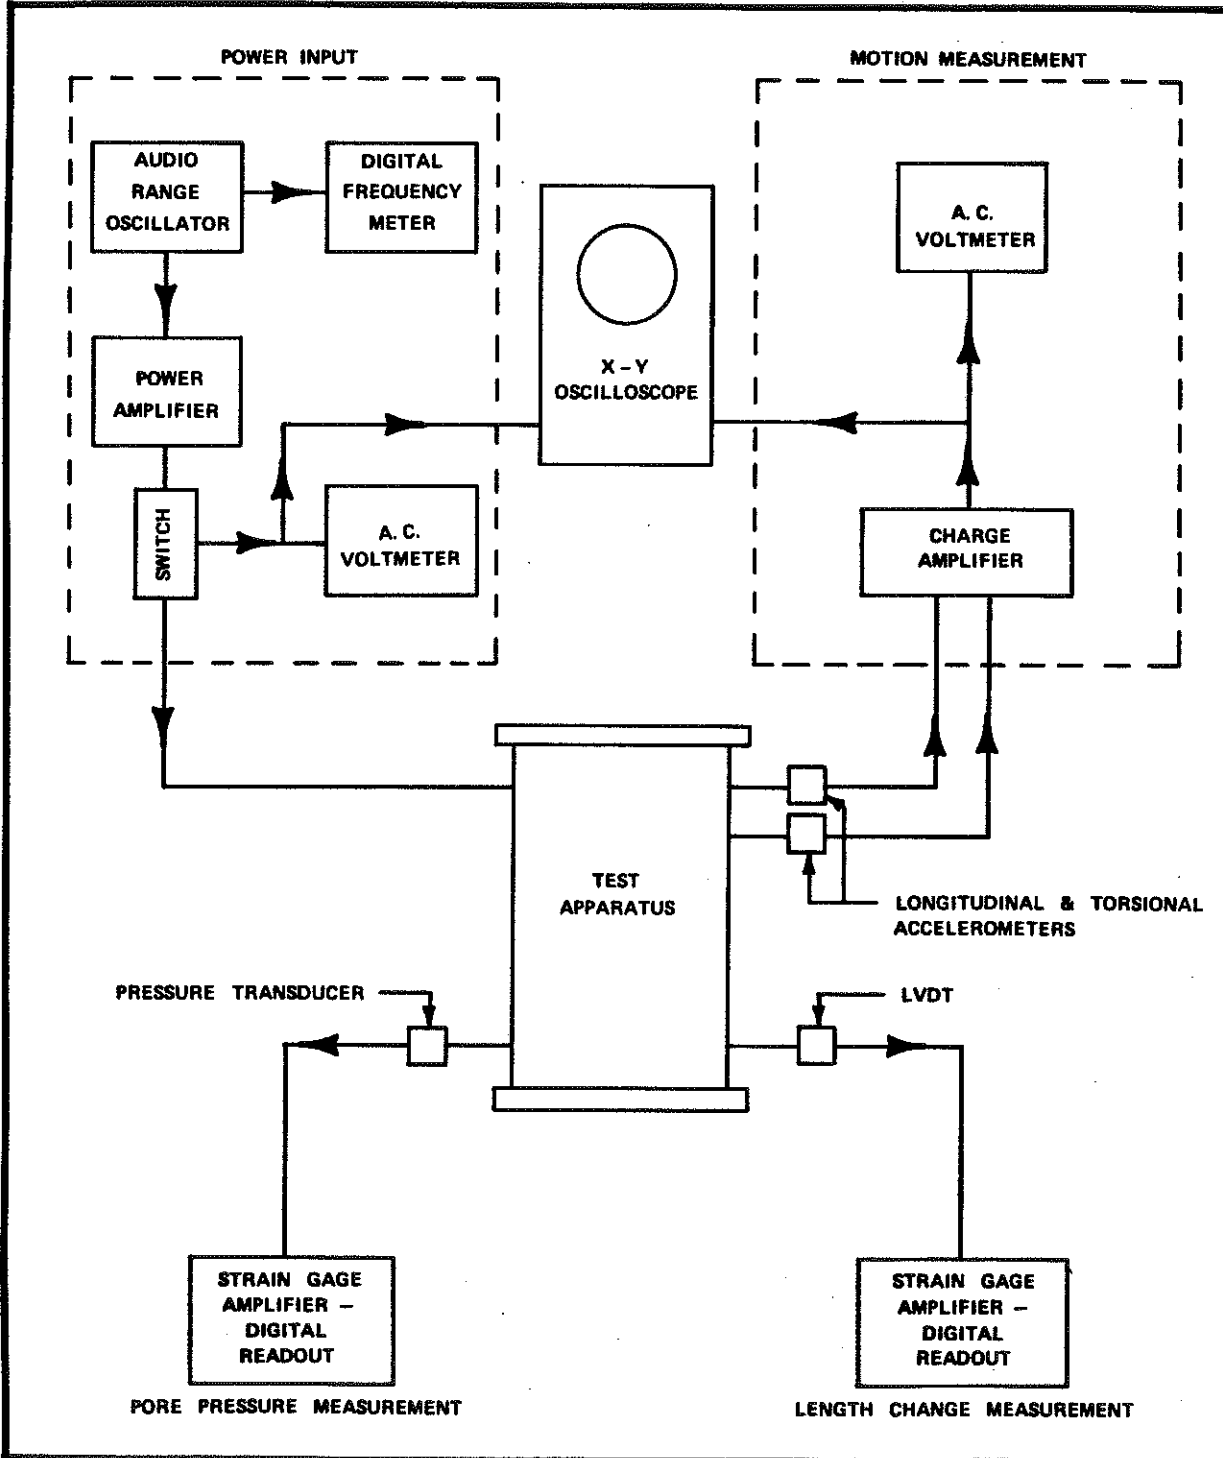 POWER INPUT
MOTION MEASUREMENT
AUDIO
RANGE
OSCILLATOR
DIGITAL
FREQUENCY
METER
A. C.
VOLTMETER
X – Y
OSCILLOSCOPE
POWER
AMPLIFIER
SWITCH
A. C.
VOLTMETER
CHARGE
AMPLIFIER
TEST
APPARATUS
LONGITUDINAL & TORSIONAL
ACCELEROMETERS
PRESSURE TRANSDUCER
LVDT
STRAIN GAGE
AMPLIFIER –
DIGITAL
READOUT
PORE PRESSURE MEASUREMENT
STRAIN GAGE
AMPLIFIER –
DIGITAL
READOUT
LENGTH CHANGE MEASUREMENT